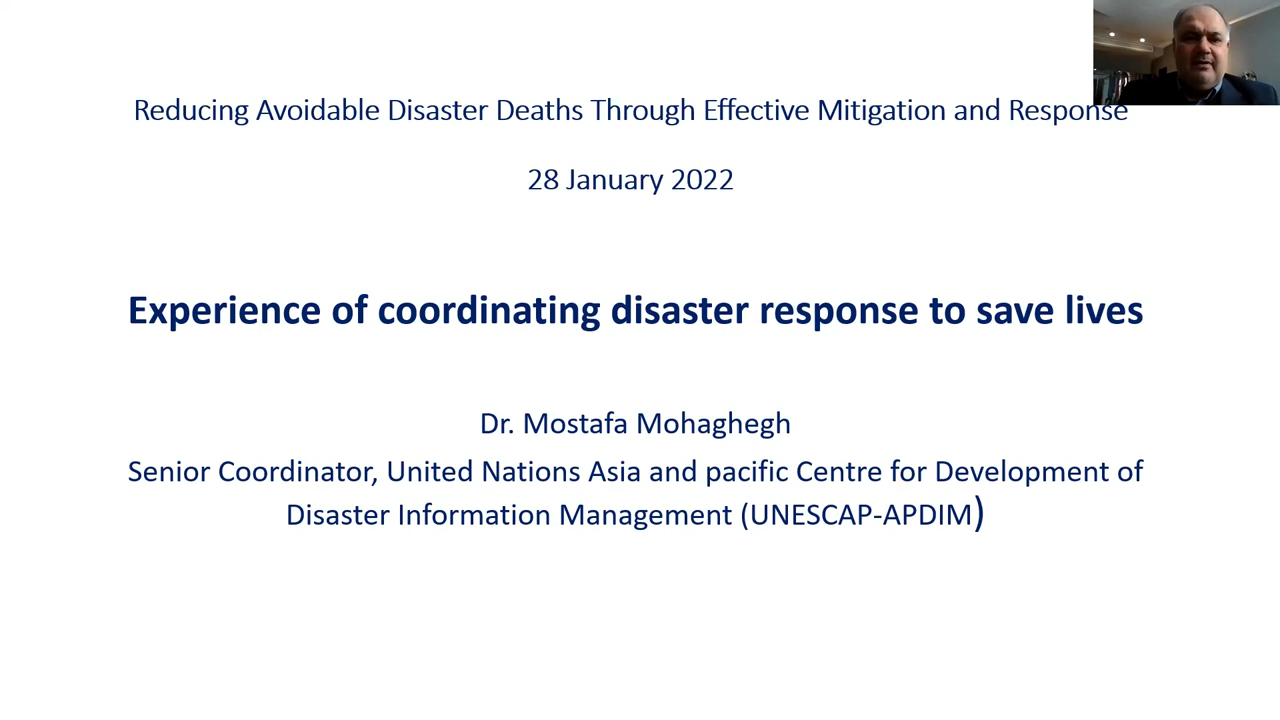 Reducing Avoidable Disaster Deaths Through Effective Mitigation and Response
28 January 2022
Experience of coordinating disaster response to save lives
Dr. Mostafa Mohaghegh
Senior Coordinator, United Nations Asia and pacific Centre for Development of
Disaster Information Management (UNESCAP-APDIM)